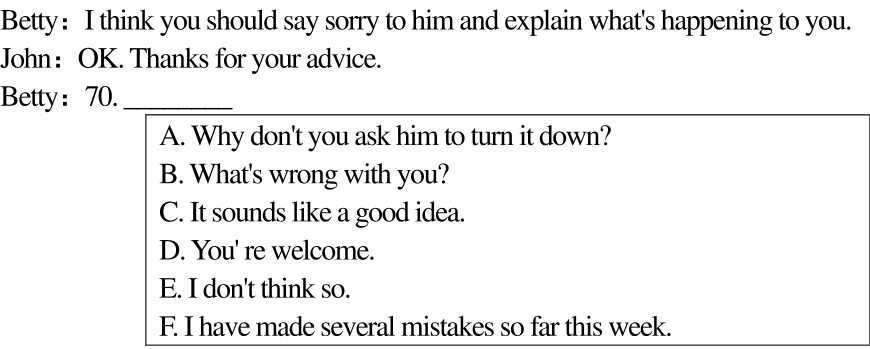 Betty：I think you should say sorry to him and explain what's happening to you.
John：OK. Thanks for your advice.
Betty：70. ________
A. Why don't you ask him to turn it down?
B. What's wrong with you?
C. It sounds like a good idea.
D. You' re welcome.
E. I don't think so.
F. I have made several mistakes so far this week.